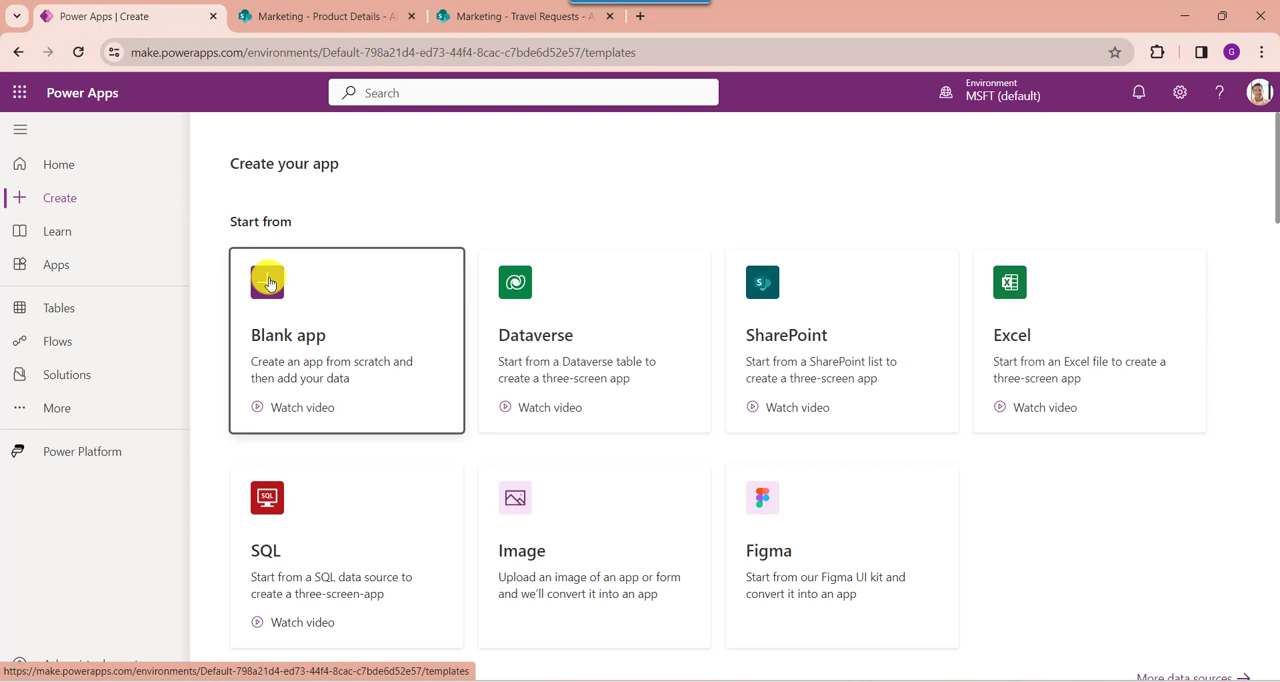 Power Apps | Create
Marketing - Product Details - A
Marketing - Travel Requests - A
make.powerapps.com/environments/Default-798a21d4-ed73-44f4-8cac-c7bde6d52e57/templates
G
Power Apps
Search
Environment
MSFT (default)
Home
Create
Learn
Apps
Tables
Flows
Solutions
More
Power Platform
Create your app
Start from
Blank app
Create an app from scratch and
then add your data
Watch video
Dataverse
Start from a Dataverse table to
create a three-screen app
Watch video
SharePoint
Start from a SharePoint list to
create a three-screen app
Watch video
Excel
Start from an Excel file to create a
three-screen app
Watch video
SQL
SQL
Start from a SQL data source to
create a three-screen-app
Watch video
Image
Upload an image of an app or form
and we'll convert it into an app
Figma
Start from our Figma UI kit and
convert it into an app
More data sources
https://make.powerapps.com/environments/Default-798a21d4-ed73-44f4-8cac-c7bde6d52e57/templates